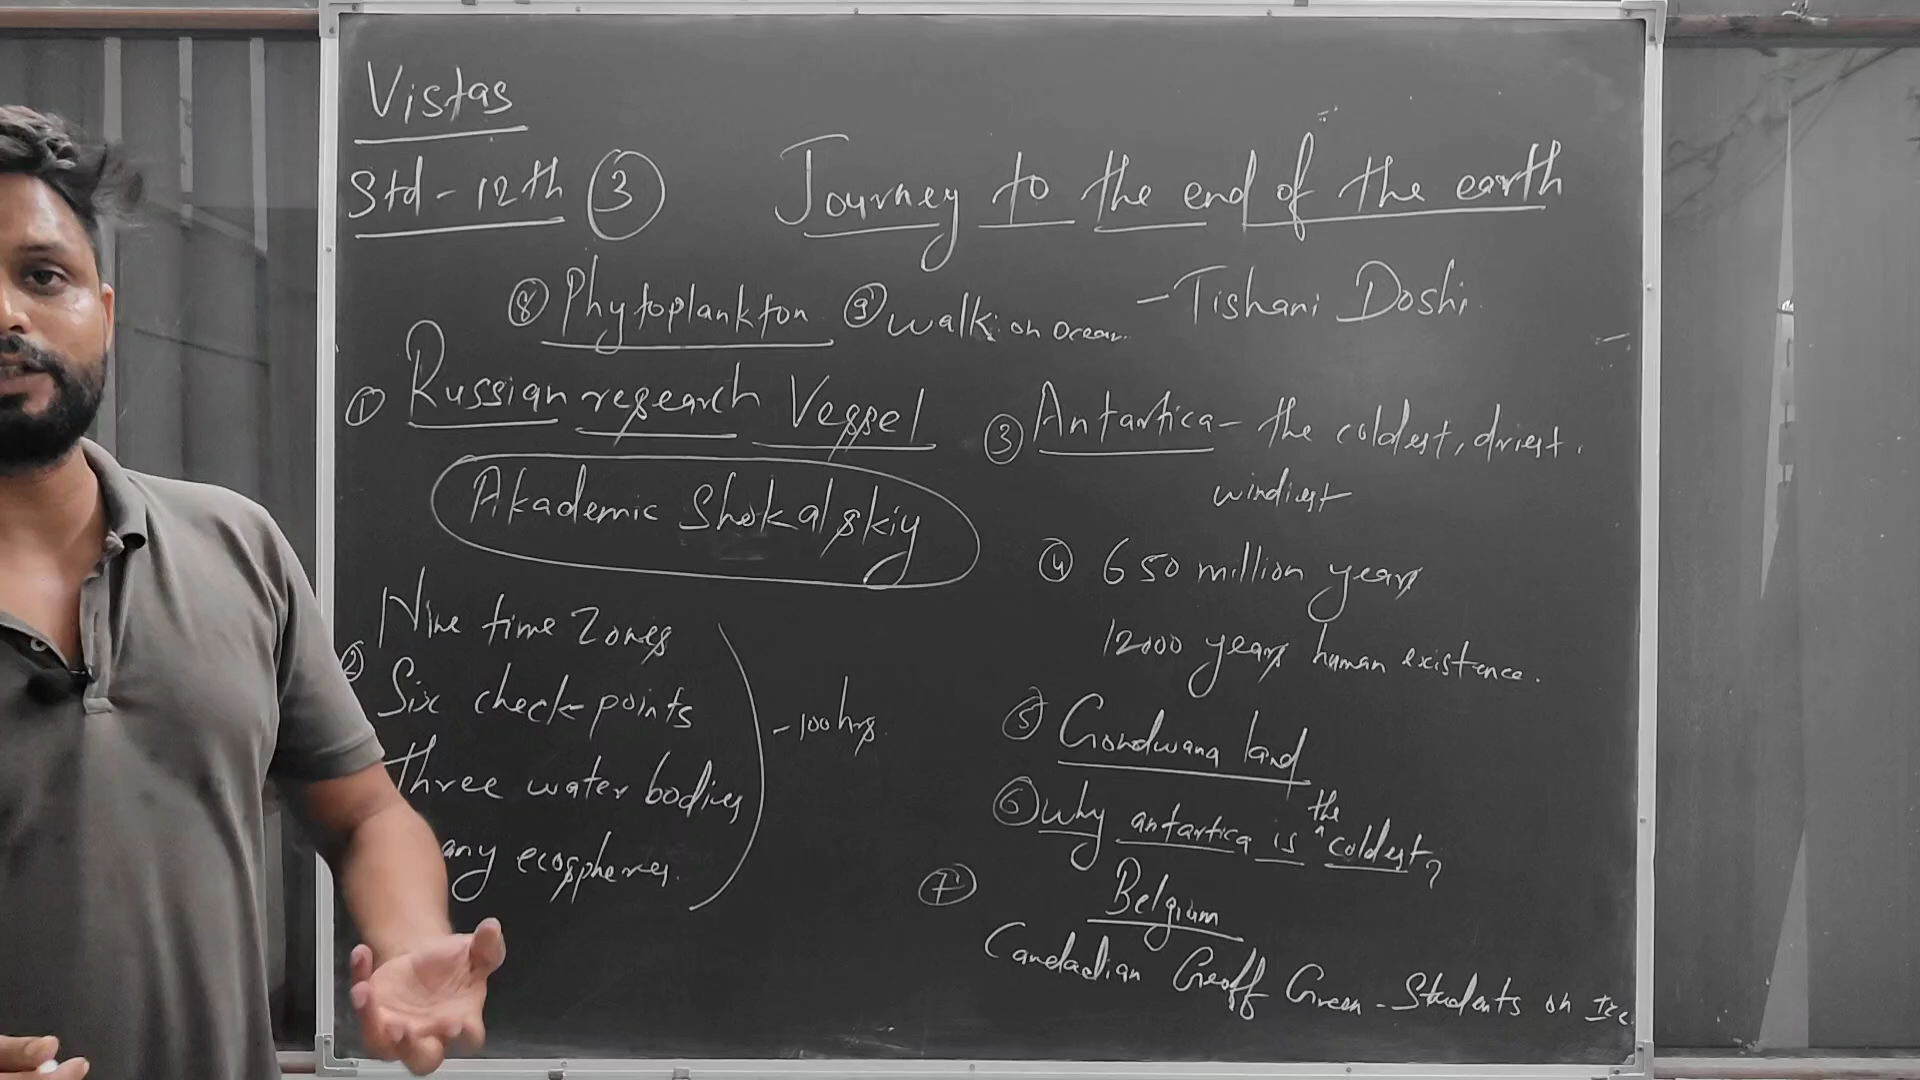 Vistas
Std - 12th ③ Journey to the end of the earth
- Tishani Doshi
⑧ Phytoplankton ⑨ walk on ocean
① Russian research Vessel
Akademic Shokalskiy
Nine time Zones
② Six check points
Three water bodies
any ecospheres.
- 100 hrs.
③ Antartica - the coldest, driest,
windiest
④ 650 million years
12000 years human existence.
⑤ Gondwana land
⑥ why antartica is ^the coldest?
⑦ Belgium
Candadian Geoff Green - Students on Ice